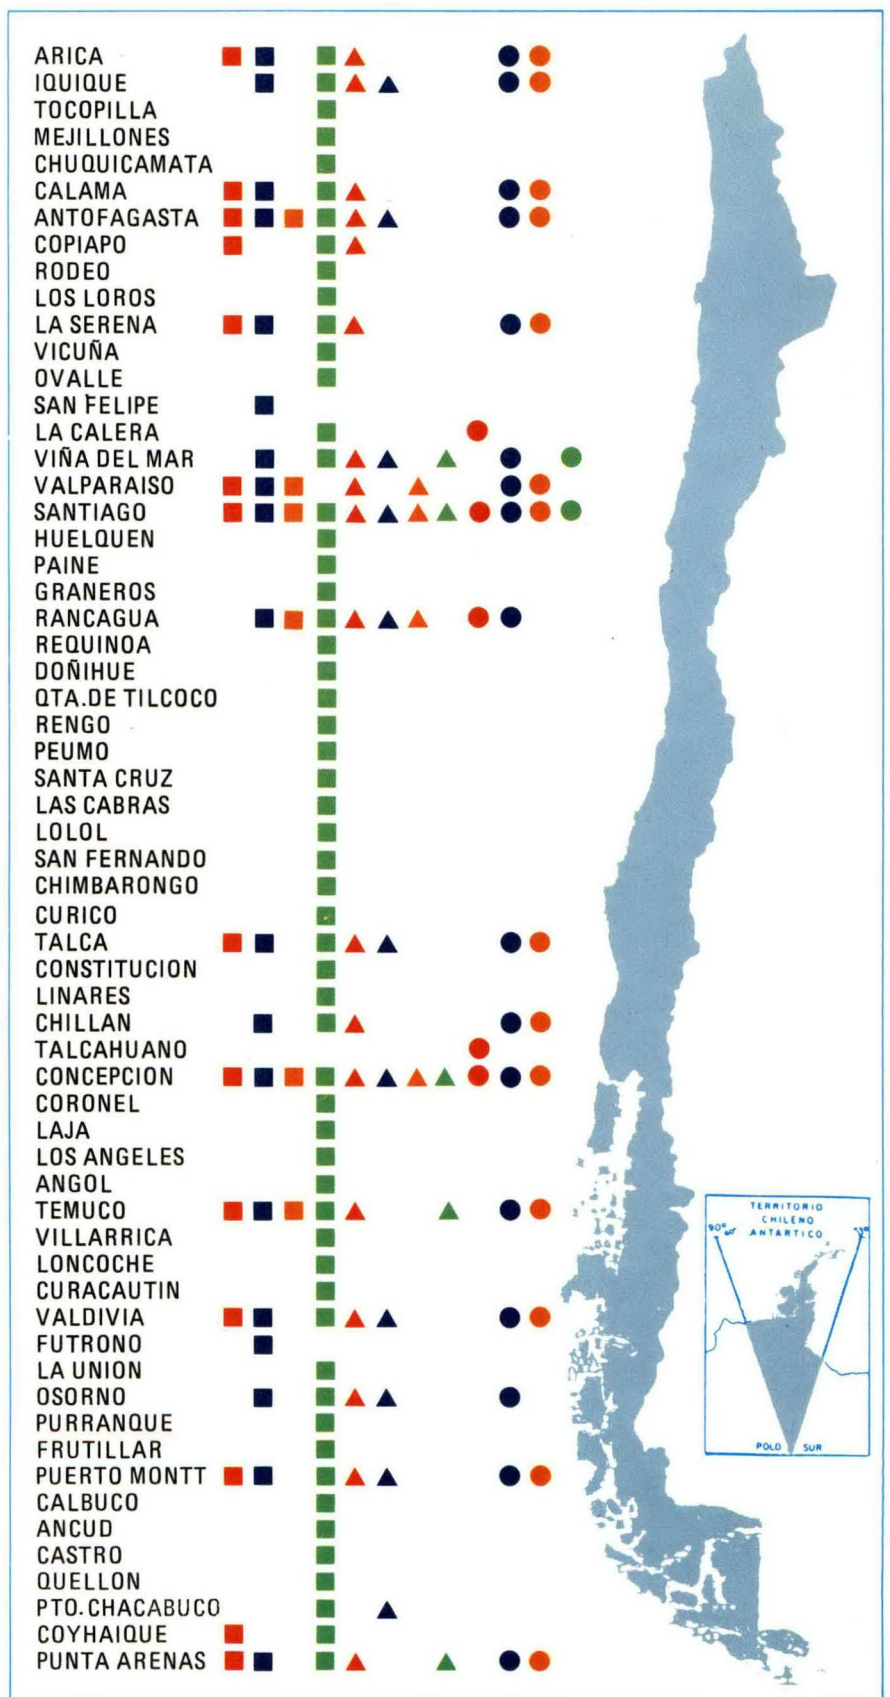 ARICA
IQUIQUE
TOCOPILLA
MEJILLONES
CHUQUICAMATA
CALAMA
ANTOFAGASTA
COPIAPO
RODEO
LOS LOROS
LA SERENA
VICUÑA
OVALLE
SAN FELIPE
LA CALERA
VIÑA DEL MAR
VALPARAISO
SANTIAGO
HUELQUEN
PAINE
GRANEROS
RANCAGUA
REQUINOA
DOÑIHUE
QTA.DE TILCOCO
RENGO
PEUMO
SANTA CRUZ
LAS CABRAS
LOLOL
SAN FERNANDO
CHIMBARONGO
CURICO
TALCA
CONSTITUCION
LINARES
CHILLAN
TALCAHUANO
CONCEPCION
CORONEL
LAJA
LOS ANGELES
ANGOL
TEMUCO
VILLARRICA
LONCOCHE
CURACAUTIN
VALDIVIA
FUTRONO
LA UNION
OSORNO
PURRANQUE
FRUTILLAR
PUERTO MONTT
CALBUCO
ANCUD
CASTRO
QUELLON
PTO.CHACABUCO
COYHAIQUE
PUNTA ARENAS
TERRITORIO
CHILENO
ANTARTICO
90°
POLO SUR